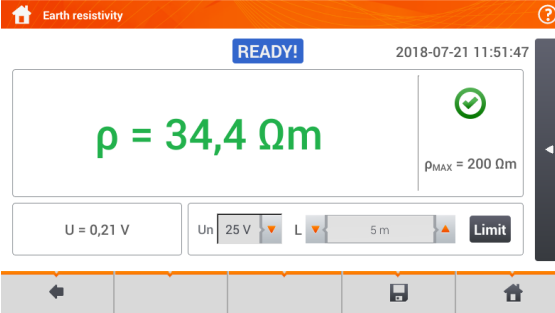 Earth resistivity ?
READY! 2018-07-21 11:51:47
ρ = 34,4 Ωm
ρMAX = 200 Ωm
U = 0,21 V Un 25 V L 5 m Limit